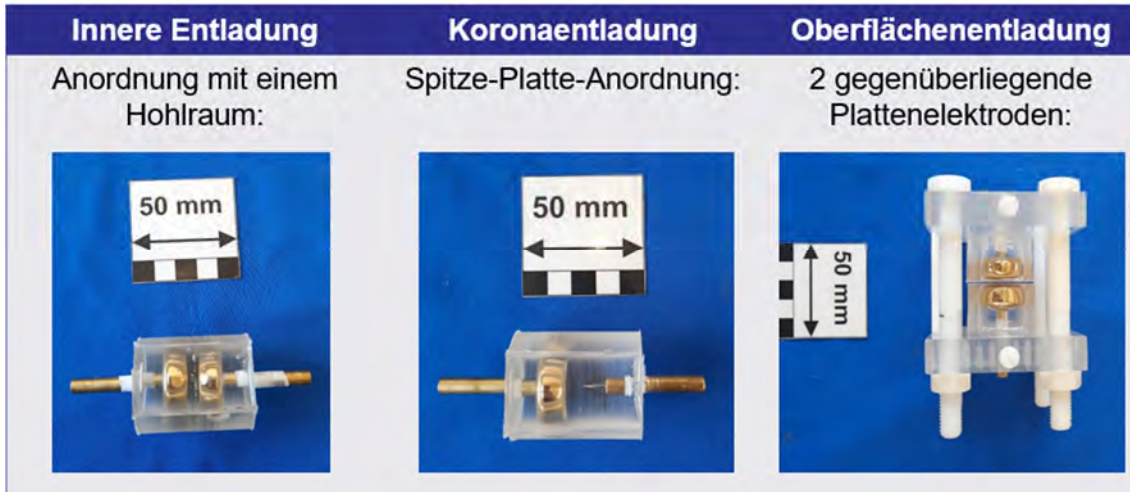 Innere Entladung
Koronaentladung
Oberflächenentladung
Anordnung mit einem
Hohlraum:
Spitze-Platte-Anordnung:
2 gegenüberliegende
Plattenelektroden:
50 mm
50 mm
50 mm